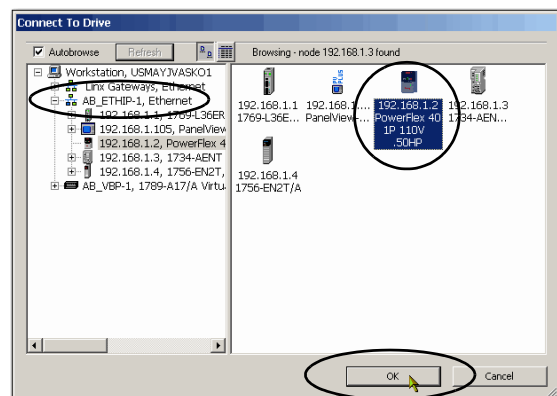 Connect To Drive
Autobrowse
Refresh
Browsing - node 192.168.1.3 found
Workstation, USMAYJVASKO1
Linx Gateways, Ethernet
AB_ETHIP-1, Ethernet
192.168.1.1, 1769-L36ER
192.168.1.105, PanelView
192.168.1.2, PowerFlex 4
192.168.1.3, 1734-AENT
192.168.1.4, 1756-EN2T,
AB_VBP-1, 1789-A17/A Virtu
192.168.1.1
1769-L36E...
192.168.1....
PanelView-...
192.168.1.2
PowerFlex 40
1P 110V
.50HP
192.168.1.3
1734-AEN...
192.168.1.4
1756-EN2T/A
OK
Cancel